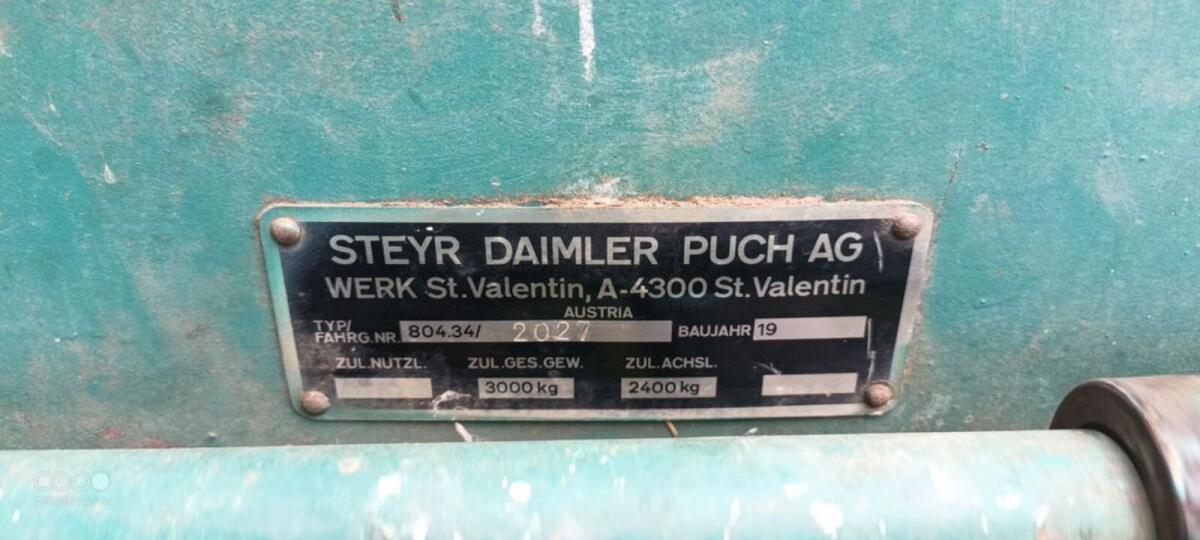 STEYR DAIMLER PUCH AG
WERK St. Valentin, A-4300 St. Valentin
AUSTRIA
TYP/
FAHRG.NR. 804.34/ 2027 BAUJAHR 19
ZUL.NUTZL. ZUL.GES.GEW. ZUL.ACHSL.
3000 kg 2400 kg